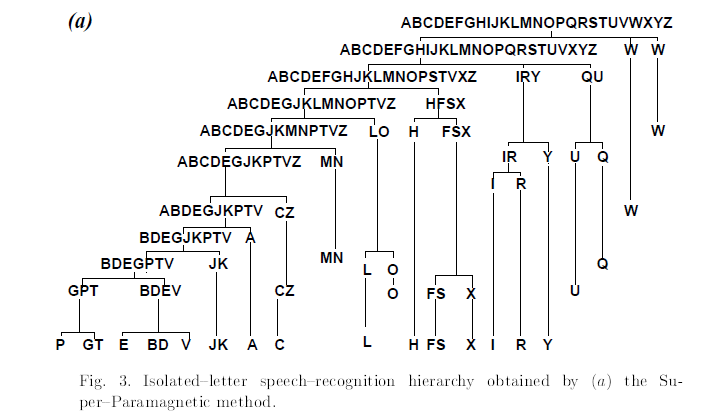 (a)
ABCDEFGHIJKLMNOPQRSTUVWXYZ
ABCDEFGHIJKLMNOPQRSTUVXYZ W W
ABCDEFGHJKLMNOPSTVXZ IRY QU
ABCDEGJKLMNOPTVZ HFSX
ABCDEGJKMNPTVZ LO H FSX W
ABCDEGJKPTVZ MN IR Y U Q
I R
ABDEGJKPTV CZ W
BDEGJKPTV A
MN
BDEGPTV JK L O Q
GPT BDEV CZ O FS X U
P GT E BD V JK A C L H FS X I R Y
Fig. 3. Isolated–letter speech–recognition hierarchy obtained by (a) the Su-
per–Paramagnetic method.